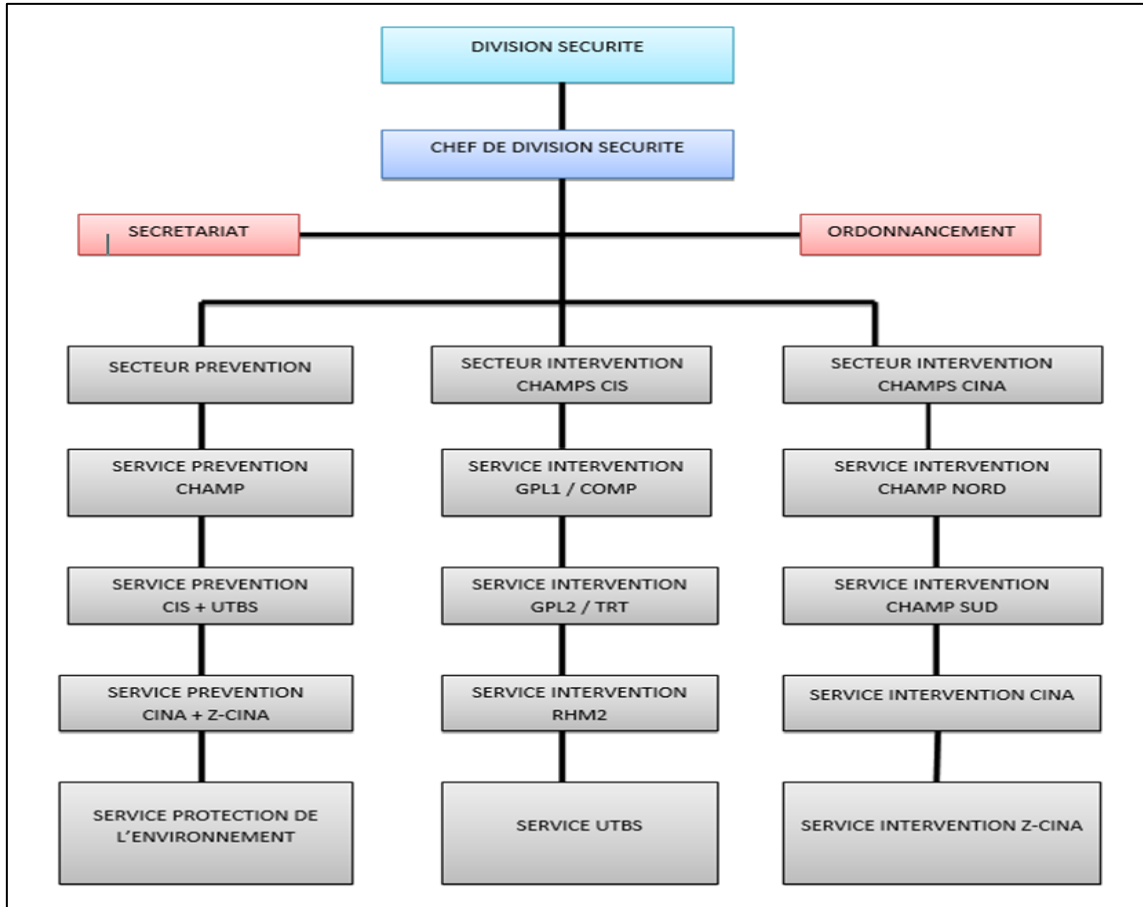 DIVISION SECURITE
CHEF DE DIVISION SECURITE
SECRETARIAT
ORDONNANCEMENT
SECTEUR PREVENTION
SECTEUR INTERVENTION
CHAMPS CIS
SECTEUR INTERVENTION
CHAMPS CINA
SERVICE PREVENTION
CHAMP
SERVICE INTERVENTION
GPL1 / COMP
SERVICE INTERVENTION
CHAMP NORD
SERVICE PREVENTION
CIS + UTBS
SERVICE INTERVENTION
GPL2 / TRT
SERVICE INTERVENTION
CHAMP SUD
SERVICE PREVENTION
CINA + Z-CINA
SERVICE INTERVENTION
RHM2
SERVICE INTERVENTION CINA
SERVICE PROTECTION DE
L’ENVIRONNEMENT
SERVICE UTBS
SERVICE INTERVENTION Z-CINA